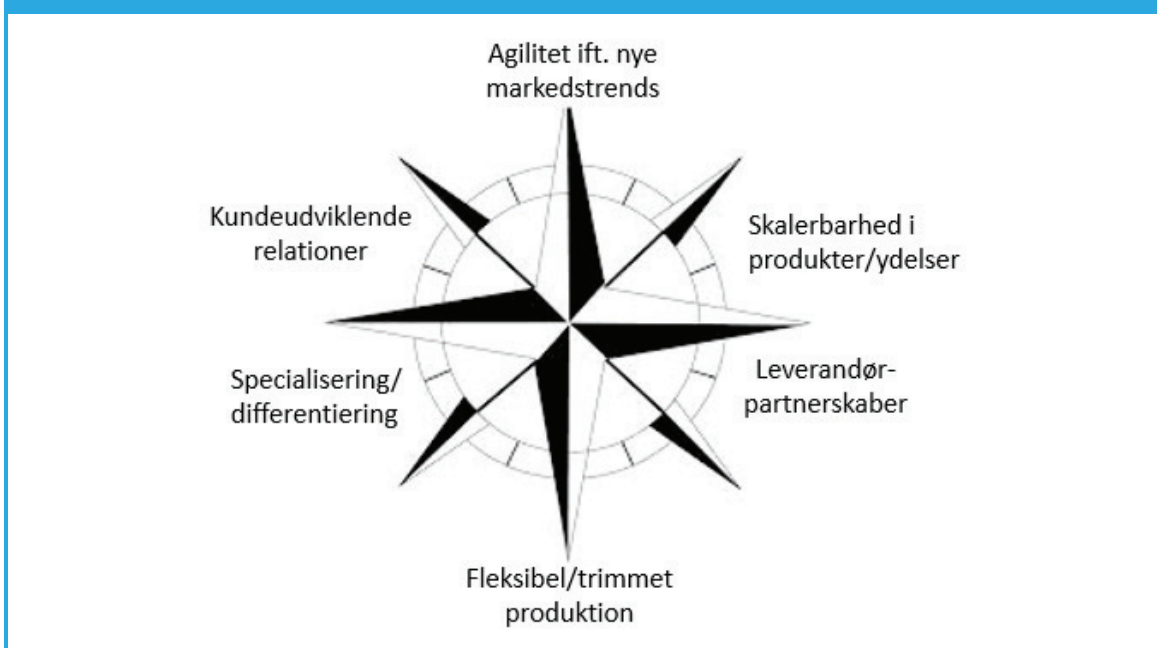 Agilitet ift. nye
markedstrends
Kundeudviklende
relationer
Skalerbarhed i
produkter/ydelser
Specialisering/
differentiering
Leverandør-
partnerskaber
Fleksibel/trimmet
produktion